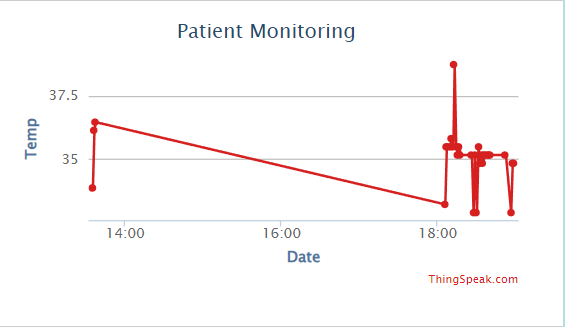 Patient Monitoring
37.5
35
Temp
14:00 16:00 18:00
Date
ThingSpeak.com